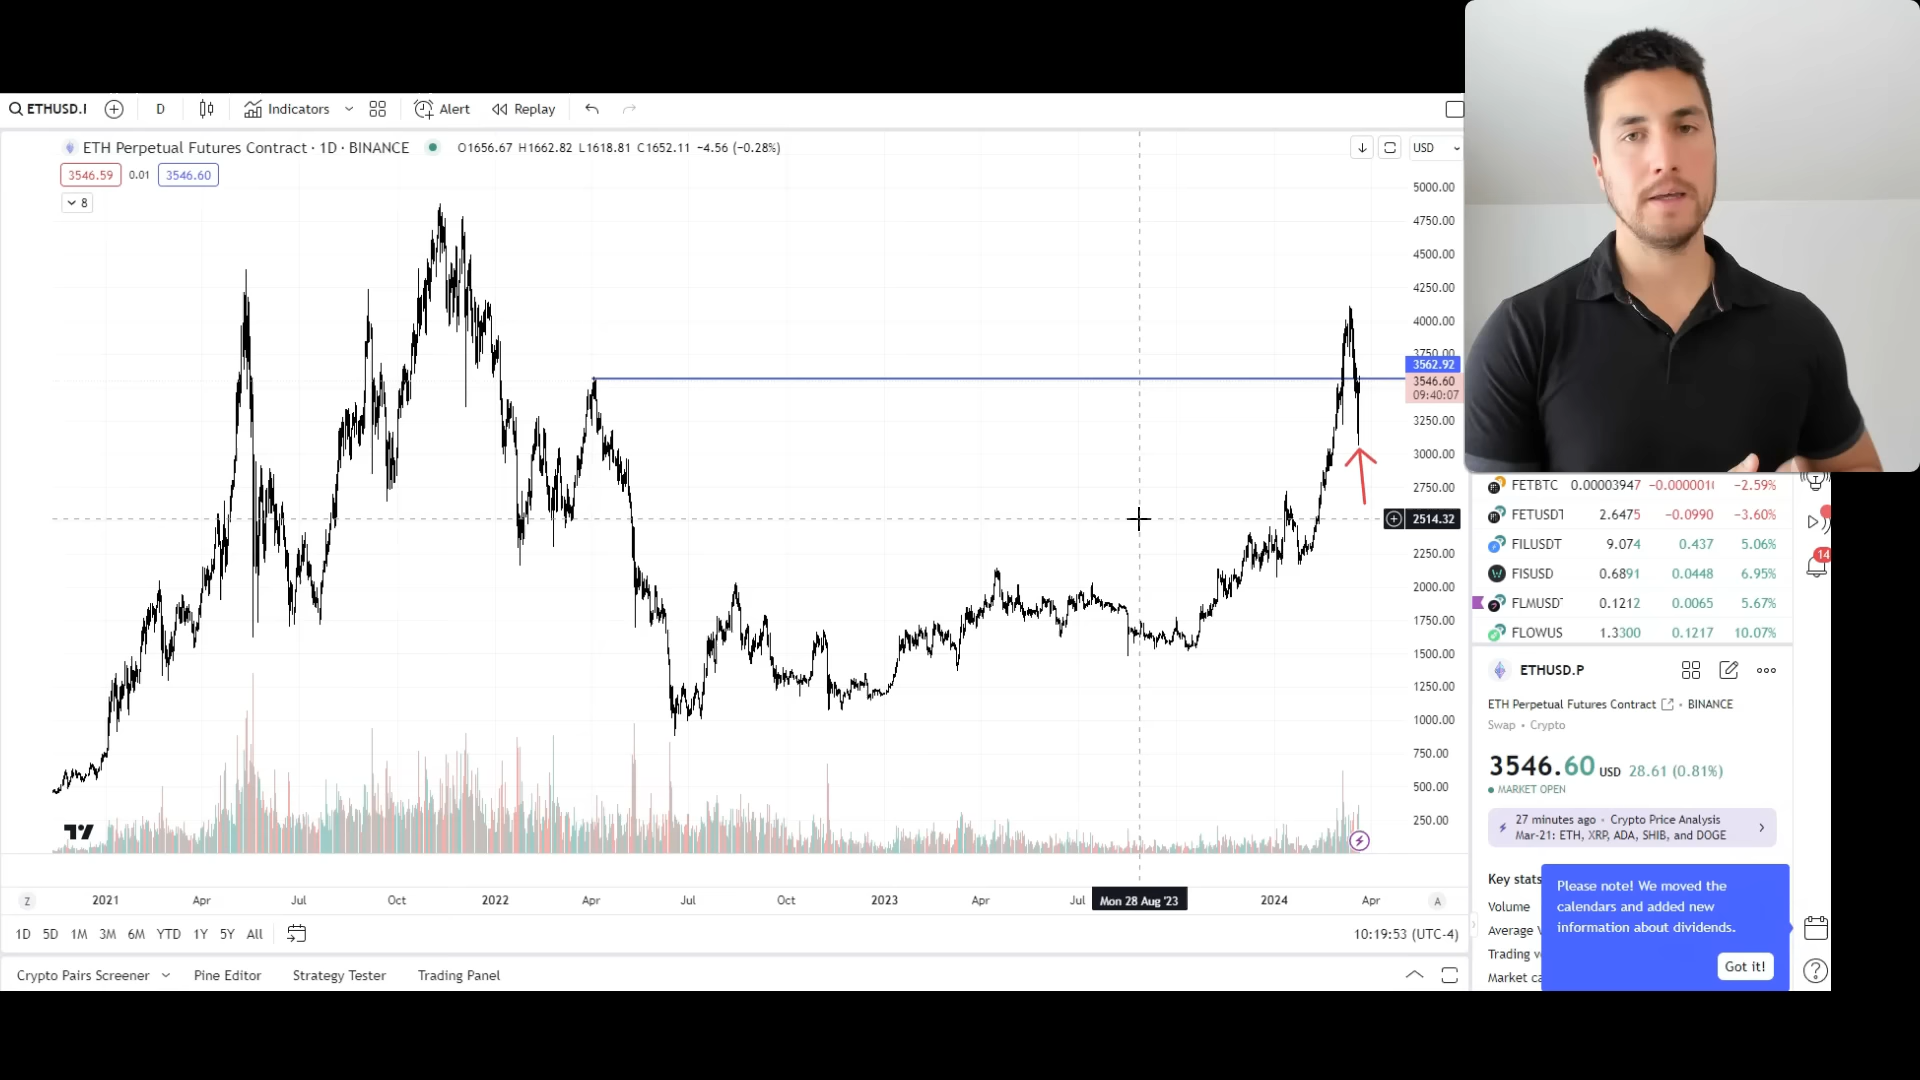 ETHUSD.P D Indicators Alert Replay
ETH Perpetual Futures Contract · 1D · BINANCE O1656.67 H1662.82 L1618.81 C1652.11 −4.56 (−0.28%)
USD
3546.59 0.01 3546.60
8
5000.00
4750.00
4500.00
4250.00
4000.00
3750.00
3562.92
3546.60
09:40:07
3250.00
3000.00
2750.00
2514.32
2250.00
2000.00
1750.00
1500.00
1250.00
1000.00
750.00
500.00
250.00
Z 2021 Apr Jul Oct 2022 Apr Jul Oct 2023 Apr Jul Mon 28 Aug '23 2024 Apr A
1D 5D 1M 3M 6M YTD 1Y 5Y All 10:19:53 (UTC-4)
Crypto Pairs Screener Pine Editor Strategy Tester Trading Panel
FETBTC 0.00003947 −2.59%
FETUSDT 2.6475 −0.0990 −3.60%
FILUSDT 9.074 0.437 5.06%
FISUSD 0.6891 0.0448 6.95%
FLMUSDT 0.1212 0.0065 5.67%
FLOWUS 1.3300 0.1217 10.07%
14
ETHUSD.P
ETH Perpetual Futures Contract • BINANCE
Swap • Crypto
3546.60 USD 28.61 (0.81%)
MARKET OPEN
27 minutes ago • Crypto Price Analysis
Mar-21: ETH, XRP, ADA, SHIB, and DOGE
Key stats
Volume
Average
Trading
Market
Please note! We moved the
calendars and added new
information about dividends.
Got it!